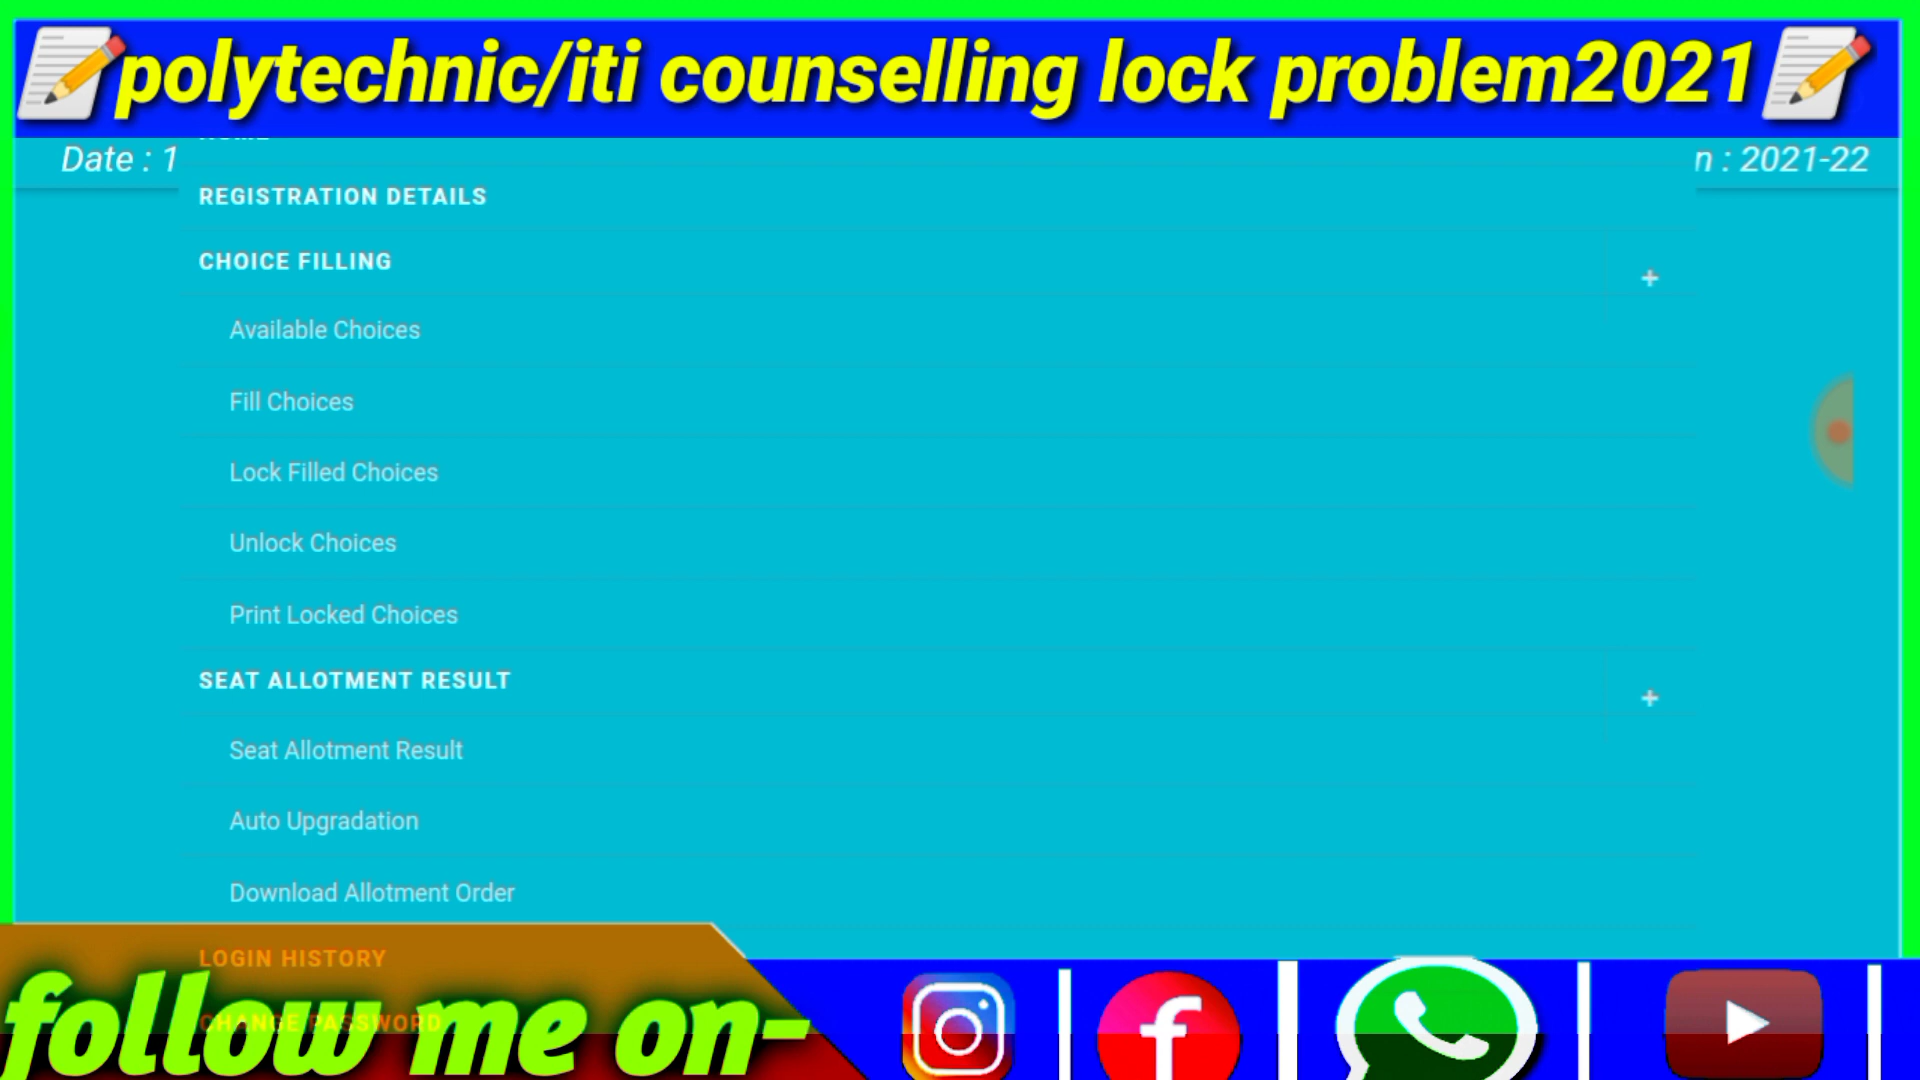 polytechnic/iti counselling lock problem2021
Date : 1
n : 2021-22
REGISTRATION DETAILS
CHOICE FILLING
+
Available Choices
Fill Choices
Lock Filled Choices
Unlock Choices
Print Locked Choices
SEAT ALLOTMENT RESULT
+
Seat Allotment Result
Auto Upgradation
Download Allotment Order
LOGIN HISTORY
CHANGE PASSWORD
follow me on-